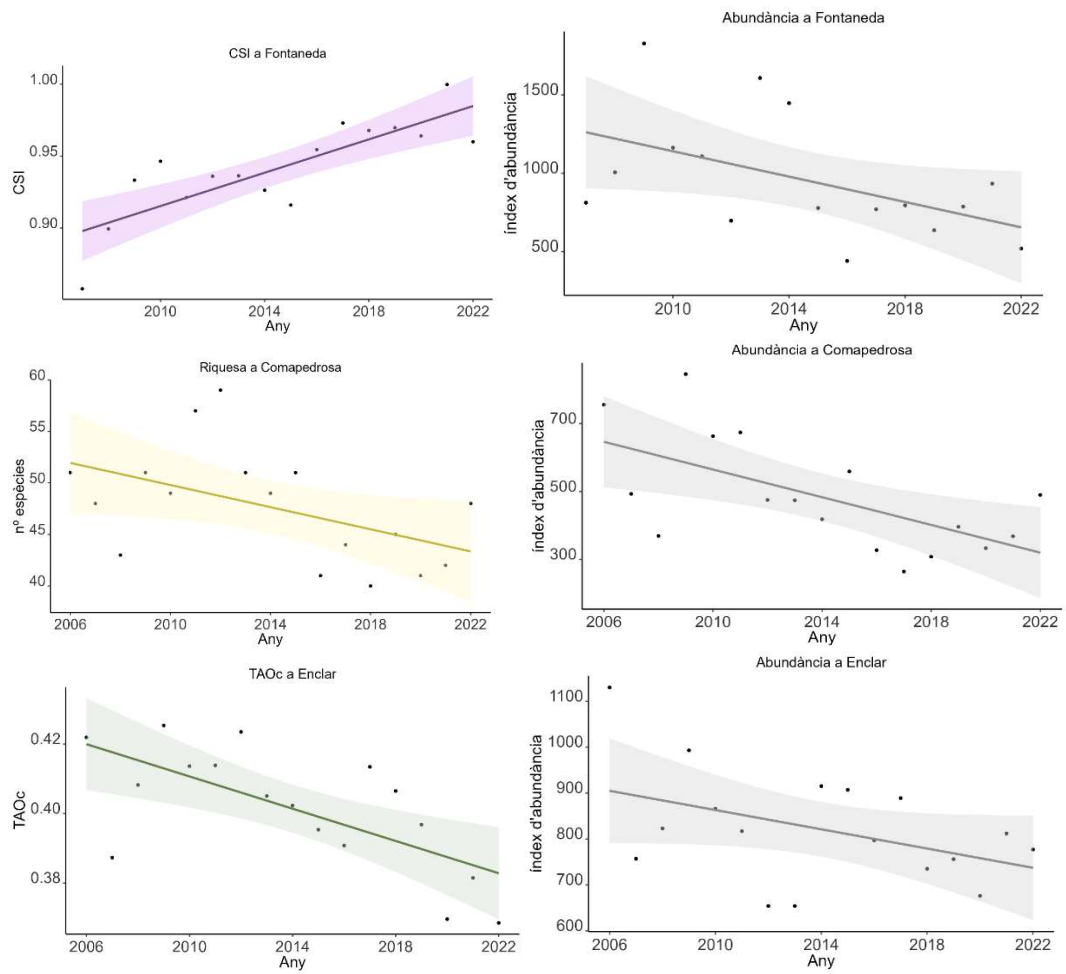 CSI a Fontaneda
1.00
0.95
0.90
CSI
2010
2014
2018
2022
Any
Abundància a Fontaneda
1500
1000
500
índex d'abundància
2010
2014
2018
2022
Any
Riquesa a Comapedrosa
60
55
50
45
40
nº espècies
2006
2010
2014
2018
2022
Any
Abundància a Comapedrosa
700
500
300
índex d'abundància
2006
2010
2014
2018
2022
Any
TAOc a Enclar
0.42
0.40
0.38
TAOc
2006
2010
2014
2018
2022
Any
Abundància a Enclar
1100
1000
900
800
700
600
índex d'abundància
2006
2010
2014
2018
2022
Any